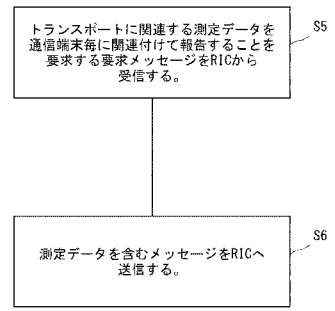 トランスポートに関連する測定データを
通信端末毎に関連付けて報告することを
要求する要求メッセージをRICから
受信する。
S5
測定データを含むメッセージをRICへ
送信する。
S6